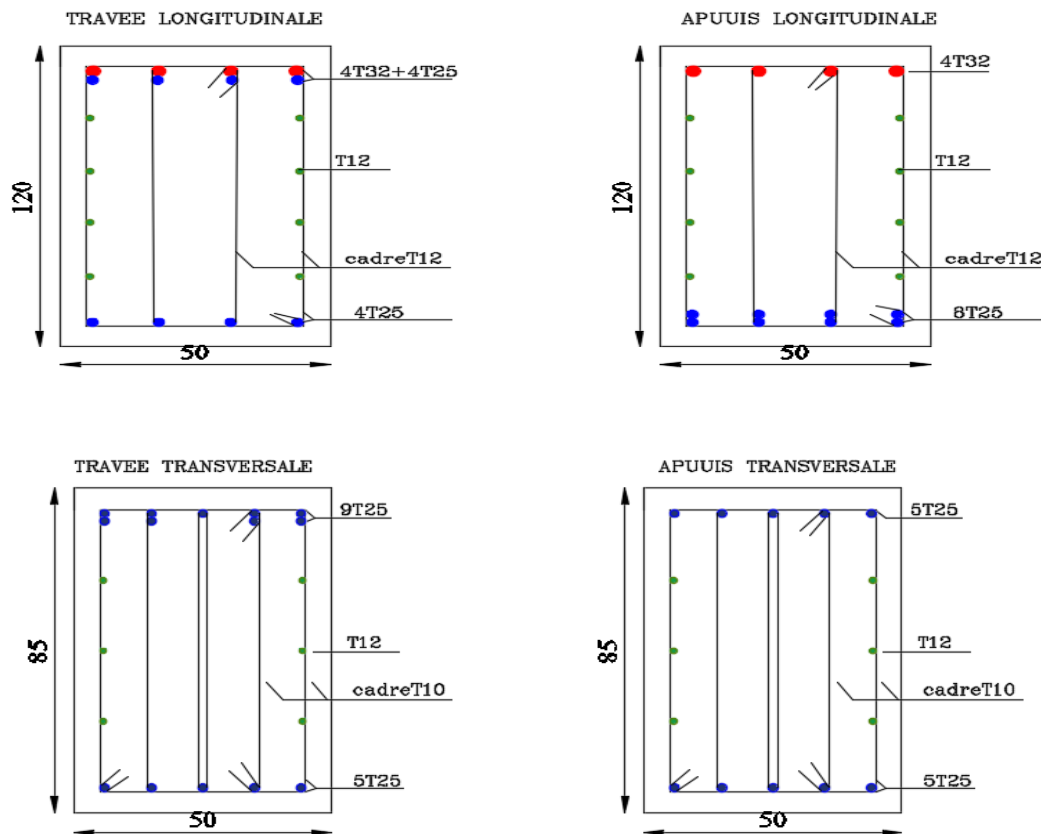 TRAVEE LONGITUDINALE
APUUIS LONGITUDINALE
4T32+4T25
4T32
T12
T12
120
120
cadreT12
cadreT12
4T25
8T25
50
50
TRAVEE TRANSVERSALE
APUUIS TRANSVERSALE
9T25
5T25
T12
T12
85
85
cadreT10
cadreT10
5T25
5T25
50
50